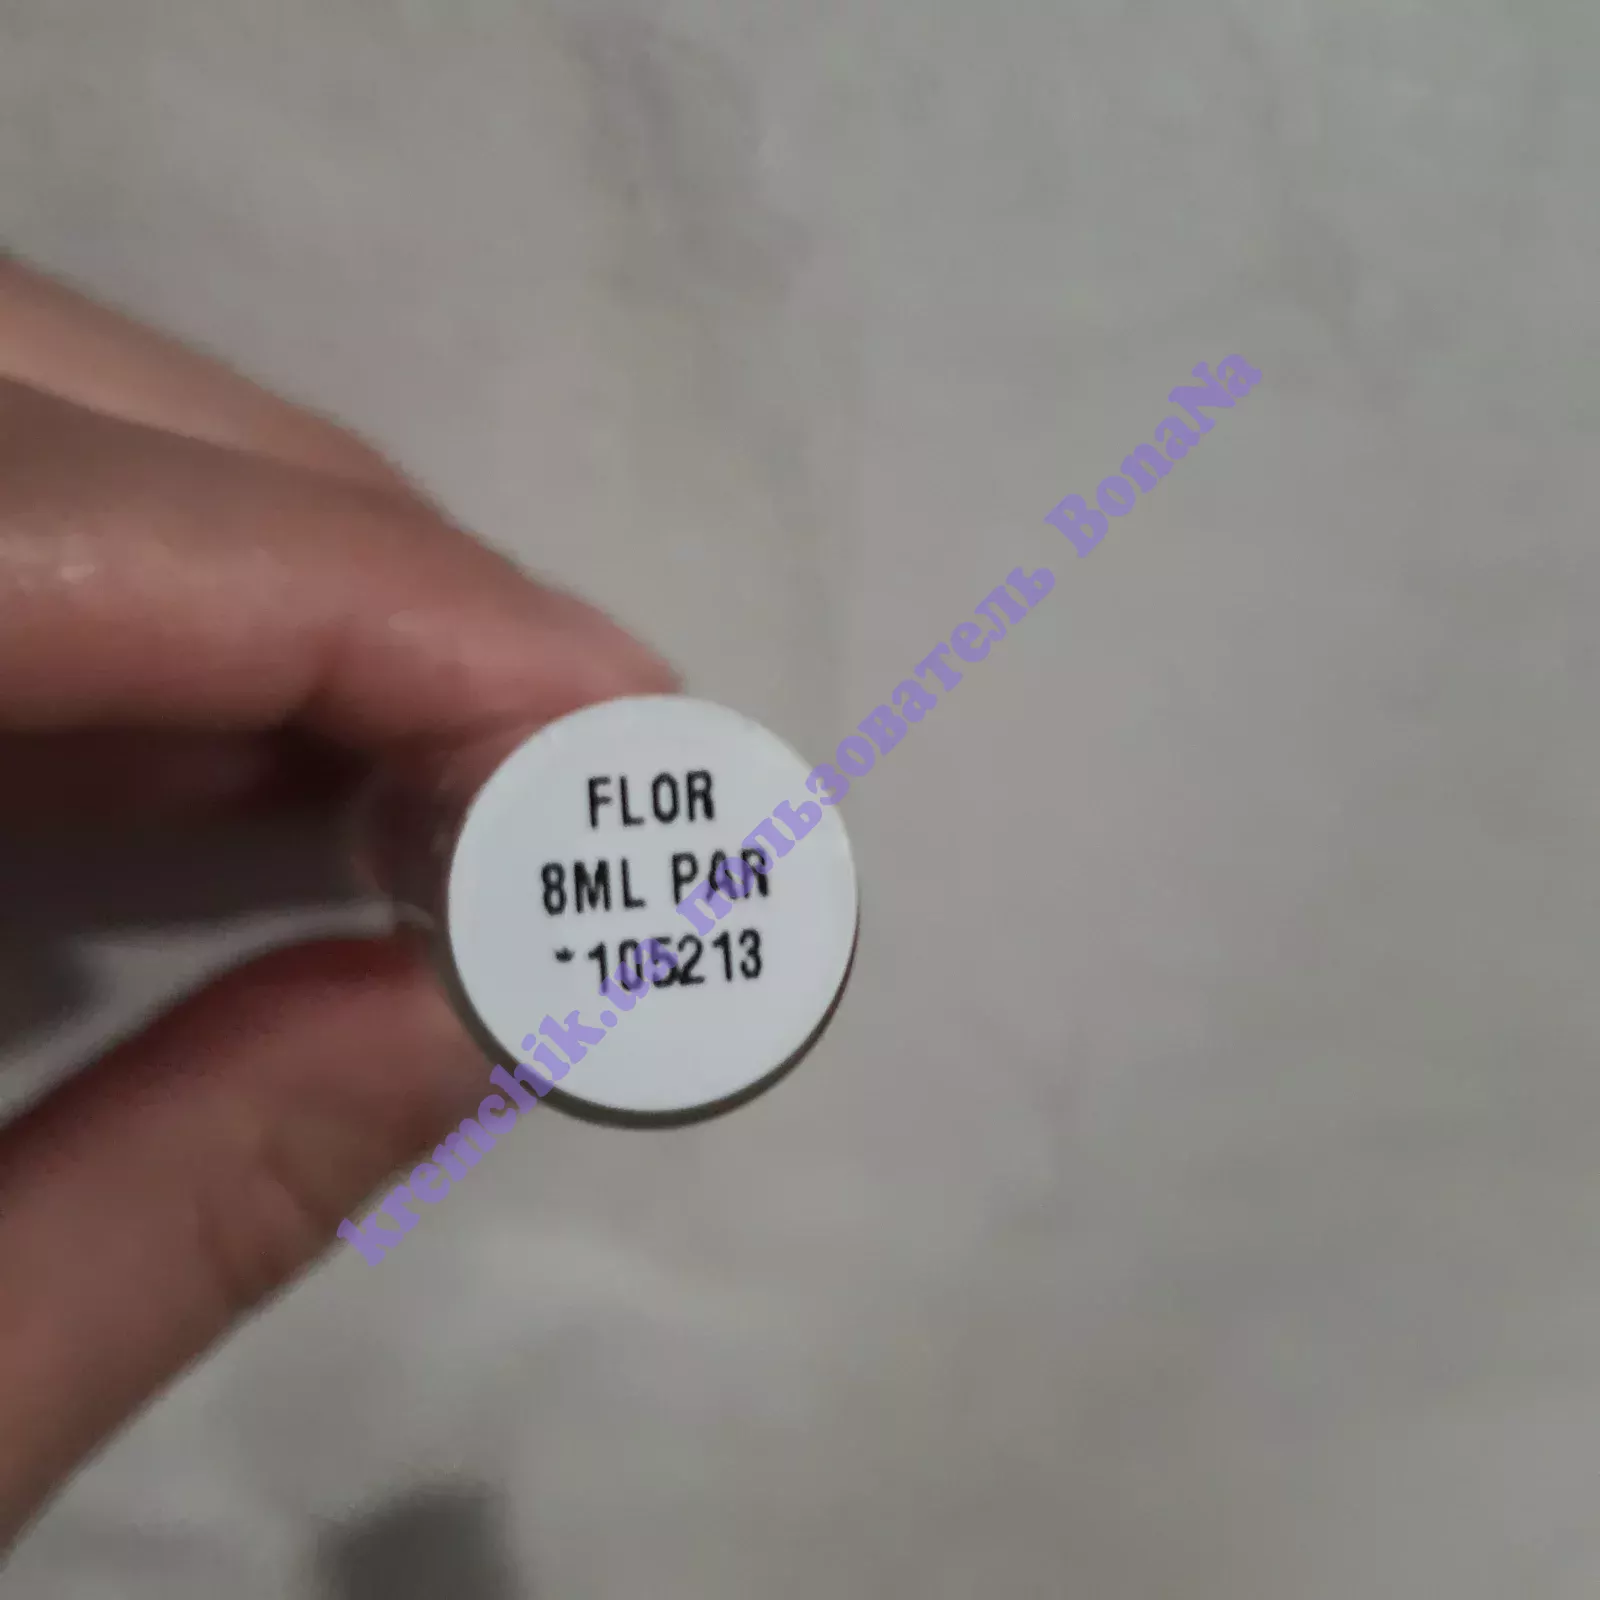 FLOR
8ML PAR
*105213
kremchik.ua пользователь BonaNa